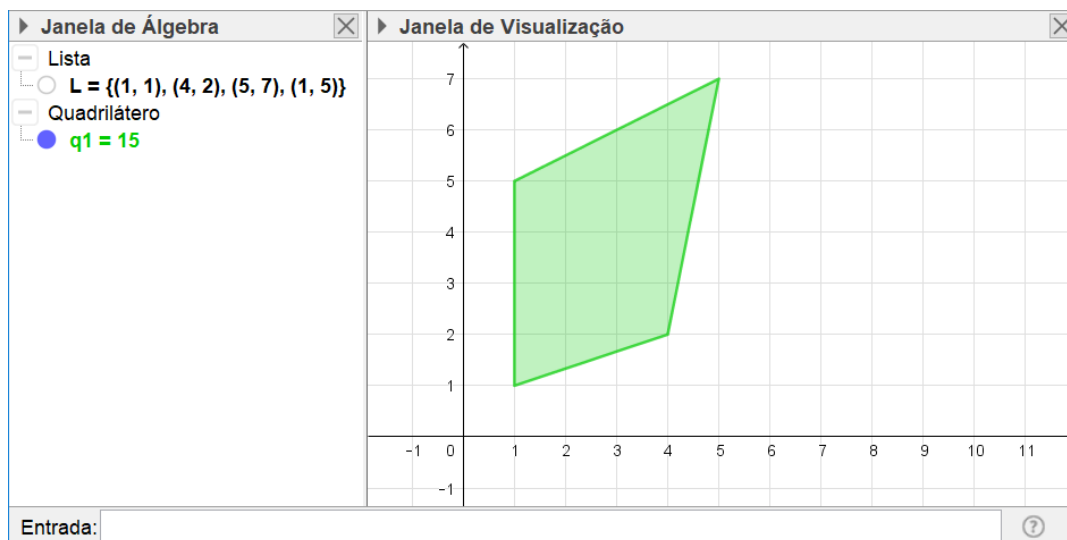 Janela de Álgebra
Lista
L = {(1, 1), (4, 2), (5, 7), (1, 5)}
Quadrilátero
q1 = 15
Janela de Visualização
7
6
5
4
3
2
1
-1 0 1 2 3 4 5 6 7 8 9 10 11
-1
Entrada:
?